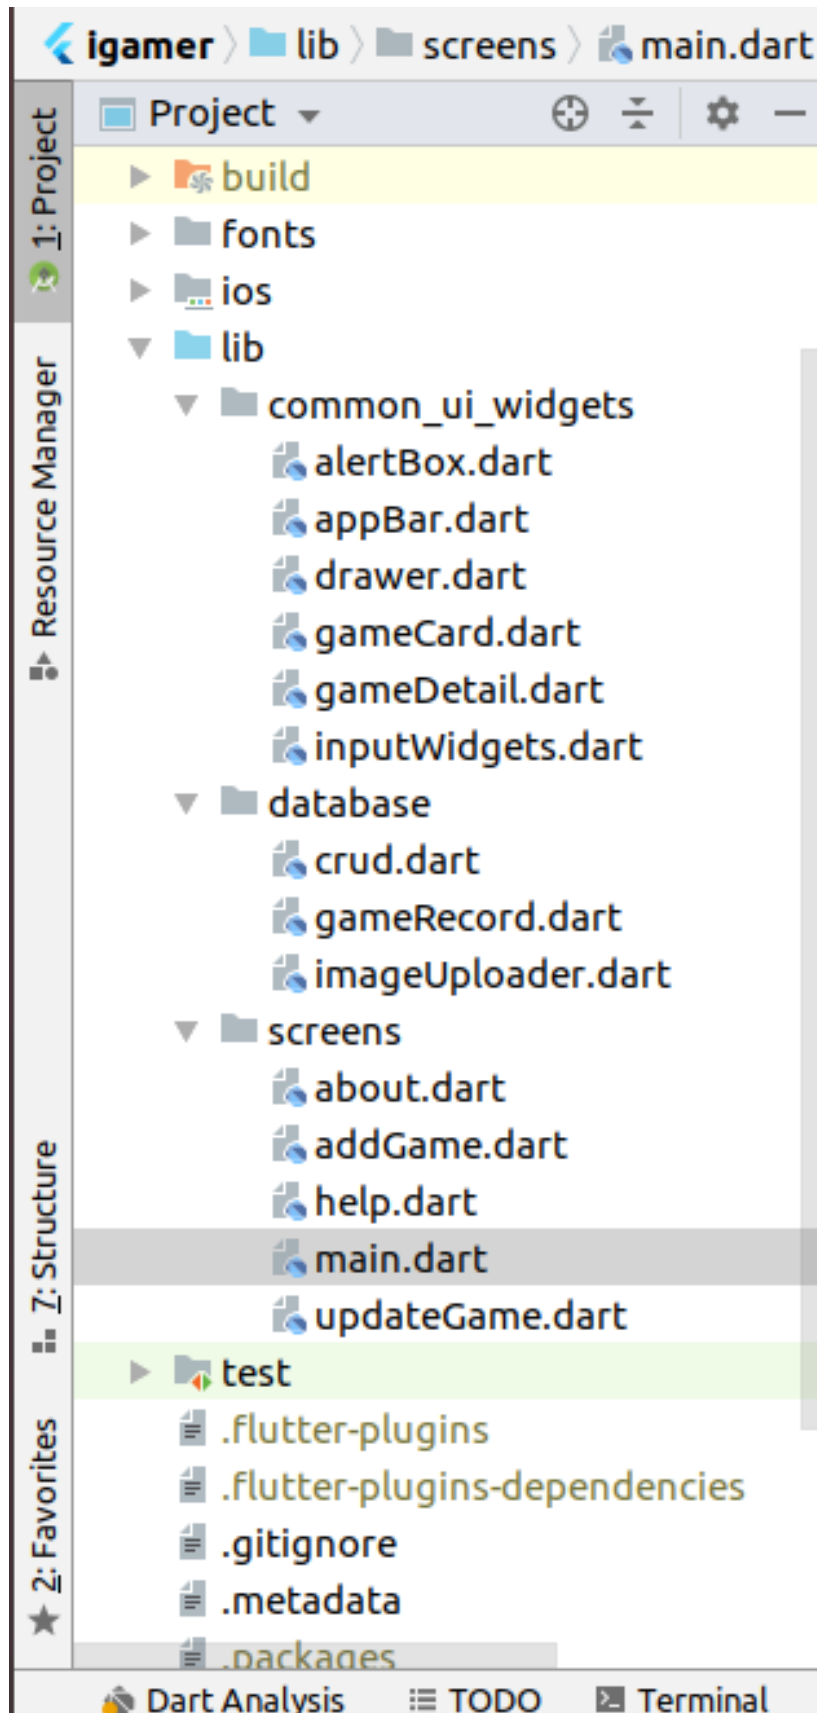 igamer lib screens main.dart
Project
1: Project
Resource Manager
7: Structure
2: Favorites
build
fonts
ios
lib
common_ui_widgets
alertBox.dart
appBar.dart
drawer.dart
gameCard.dart
gameDetail.dart
inputWidgets.dart
database
crud.dart
gameRecord.dart
imageUploader.dart
screens
about.dart
addGame.dart
help.dart
main.dart
updateGame.dart
test
.flutter-plugins
.flutter-plugins-dependencies
.gitignore
.metadata
.packages
Dart Analysis TODO Terminal